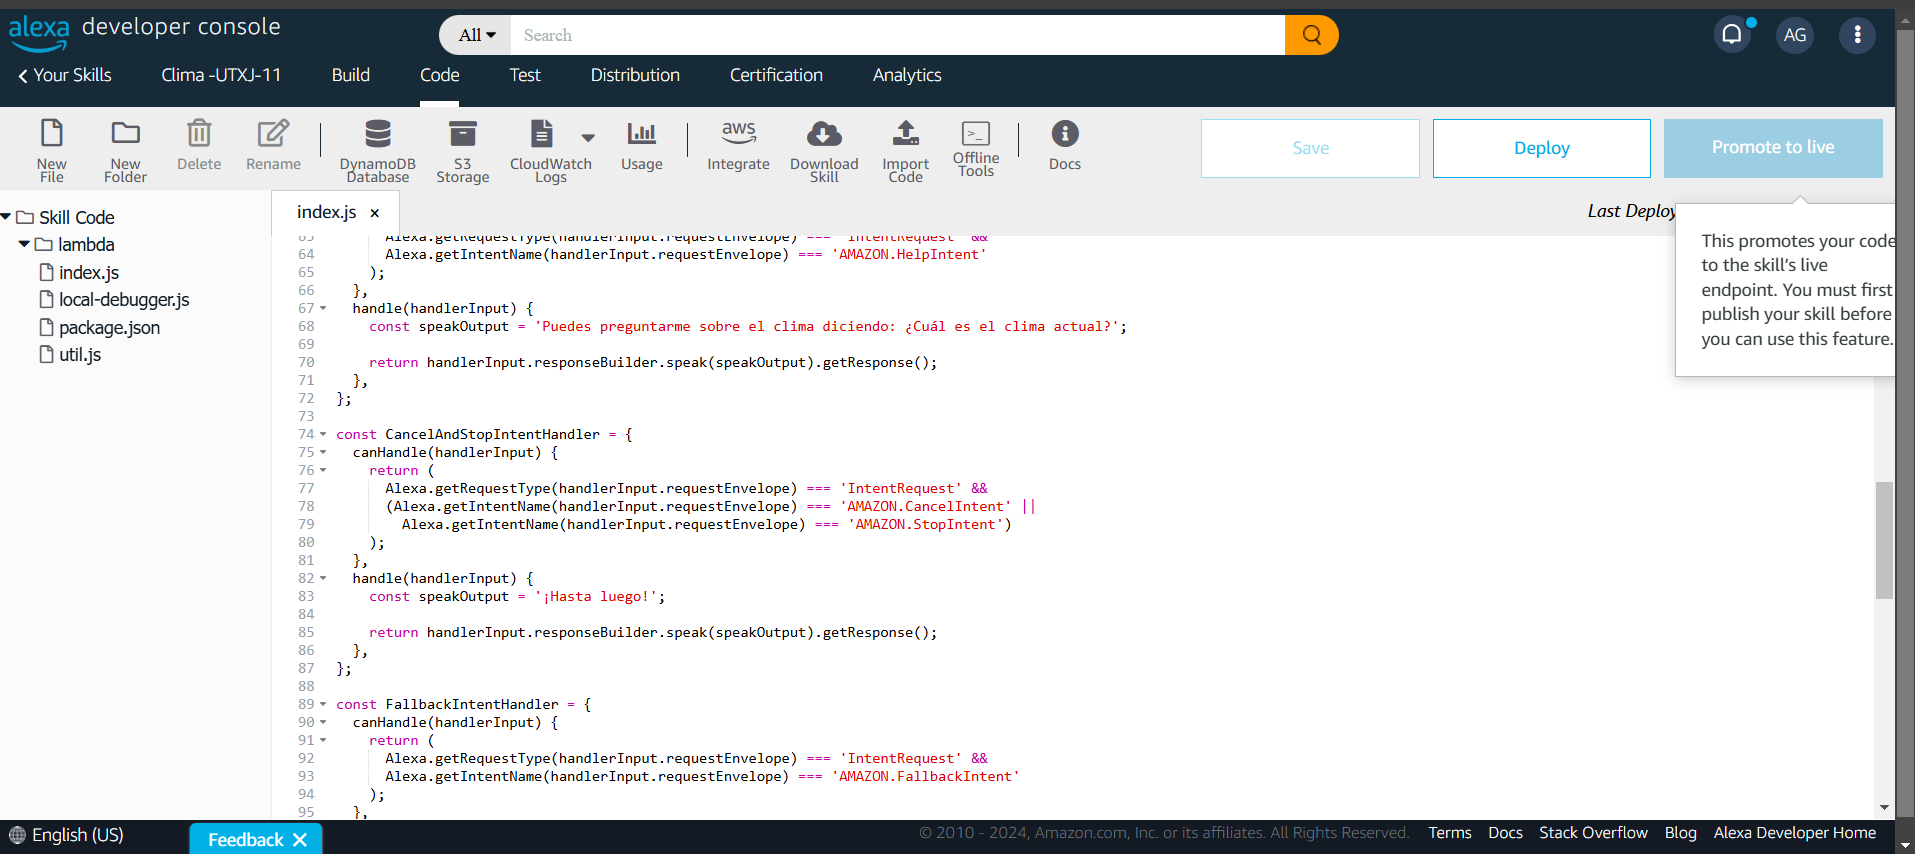 alexa developer console
All
Search
AG
Your Skills
Clima -UTXJ-11
Build
Code
Test
Distribution
Certification
Analytics
New
File
New
Folder
Delete
Rename
DynamoDB
Database
S3
Storage
CloudWatch
Logs
Usage
aws
Integrate
Download
Skill
Import
Code
Offline
Tools
Docs
Save
Deploy
Promote to live
Skill Code
lambda
index.js
local-debugger.js
package.json
util.js
index.js ×
Last Deploy
This promotes your code
to the skill's live
endpoint. You must first
publish your skill before
you can use this feature.
63 Alexa.getRequestType(handlerInput.requestEnvelope) === 'IntentRequest' &&
64 Alexa.getIntentName(handlerInput.requestEnvelope) === 'AMAZON.HelpIntent'
65 );
66 },
67 handle(handlerInput) {
68 const speakOutput = 'Puedes preguntarme sobre el clima diciendo: ¿Cuál es el clima actual?';
69
70 return handlerInput.responseBuilder.speak(speakOutput).getResponse();
71 },
72 };
73
74 const CancelAndStopIntentHandler = {
75 canHandle(handlerInput) {
76 return (
77 Alexa.getRequestType(handlerInput.requestEnvelope) === 'IntentRequest' &&
78 (Alexa.getIntentName(handlerInput.requestEnvelope) === 'AMAZON.CancelIntent' ||
79 Alexa.getIntentName(handlerInput.requestEnvelope) === 'AMAZON.StopIntent')
80 );
81 },
82 handle(handlerInput) {
83 const speakOutput = '¡Hasta luego!';
84
85 return handlerInput.responseBuilder.speak(speakOutput).getResponse();
86 },
87 };
88
89 const FallbackIntentHandler = {
90 canHandle(handlerInput) {
91 return (
92 Alexa.getRequestType(handlerInput.requestEnvelope) === 'IntentRequest' &&
93 Alexa.getIntentName(handlerInput.requestEnvelope) === 'AMAZON.FallbackIntent'
94 );
95 },
English (US)
Feedback
© 2010 - 2024, Amazon.com, Inc. or its affiliates. All Rights Reserved.
Terms
Docs
Stack Overflow
Blog
Alexa Developer Home